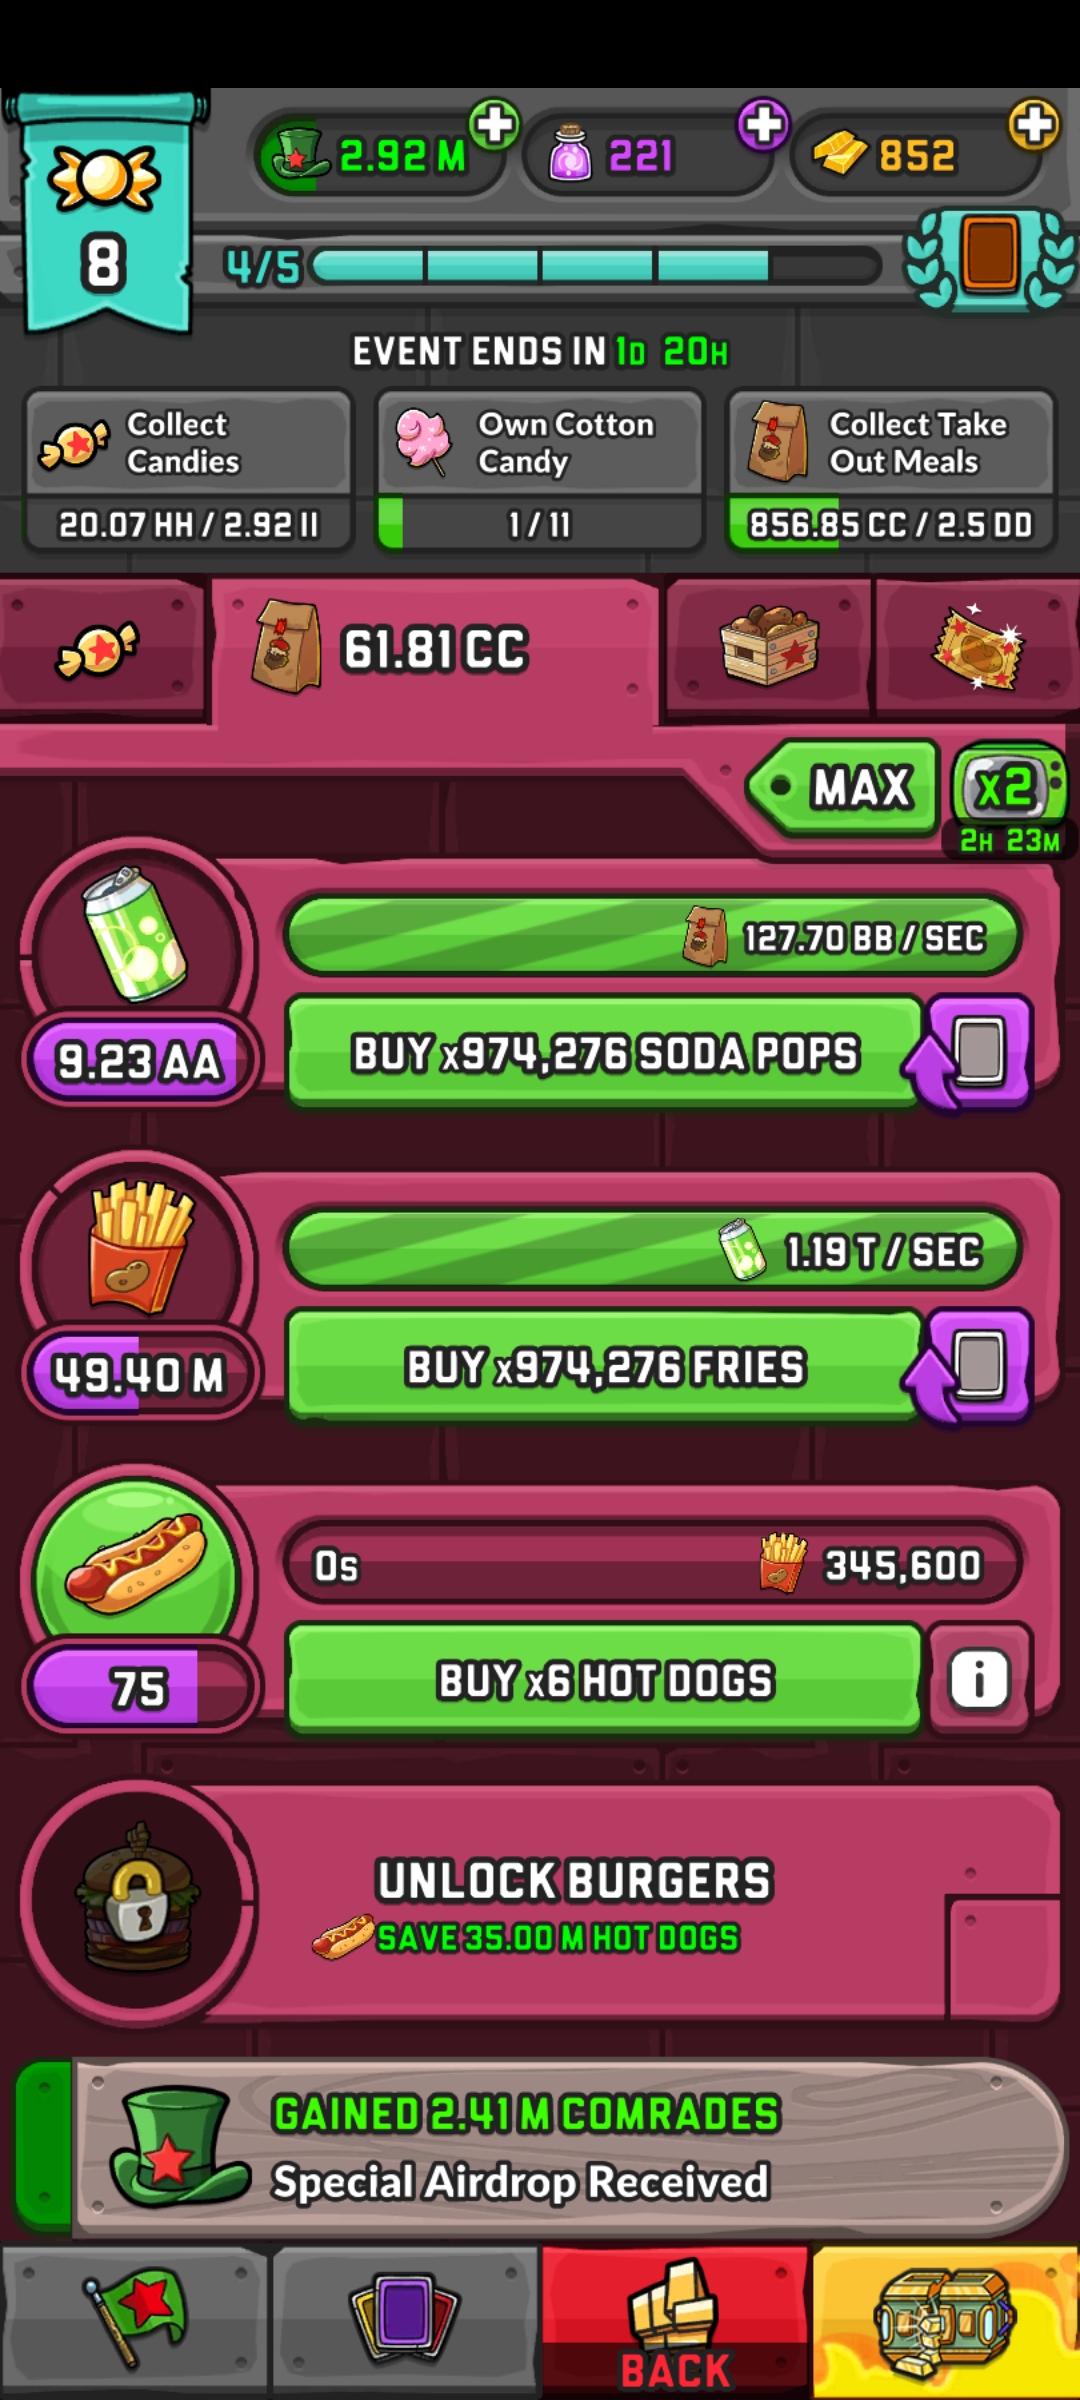 2.92 M
221
852
8
4/5
EVENT ENDS IN 1D 20H
Collect
Candies
20.07 HH / 2.92 II
Own Cotton
Candy
1 / 11
Collect Take
Out Meals
856.85 CC / 2.5 DD
61.81 CC
MAX
x2
2H 23M
127.70 BB / SEC
9.23 AA
BUY x974,276 SODA POPS
1.19 T / SEC
49.40 M
BUY x974,276 FRIES
0s
345,600
75
BUY x6 HOT DOGS
i
UNLOCK BURGERS
SAVE 35.00 M HOT DOGS
GAINED 2.41 M COMRADES
Special Airdrop Received
BACK